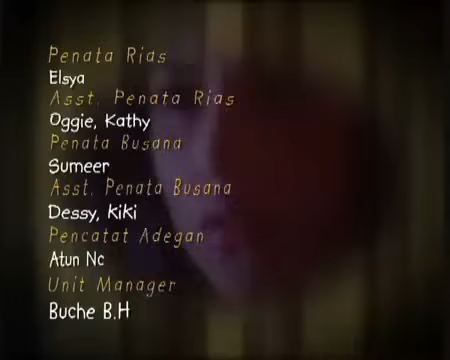 Penata Rias
Elsya
Asst. Penata Rias
Oggie, Kathy
Penata Busana
Sumeer
Asst. Penata Busana
Dessy, Kiki
Pencatat Adegan
Atun Nc
Unit Manager
Buche B.H